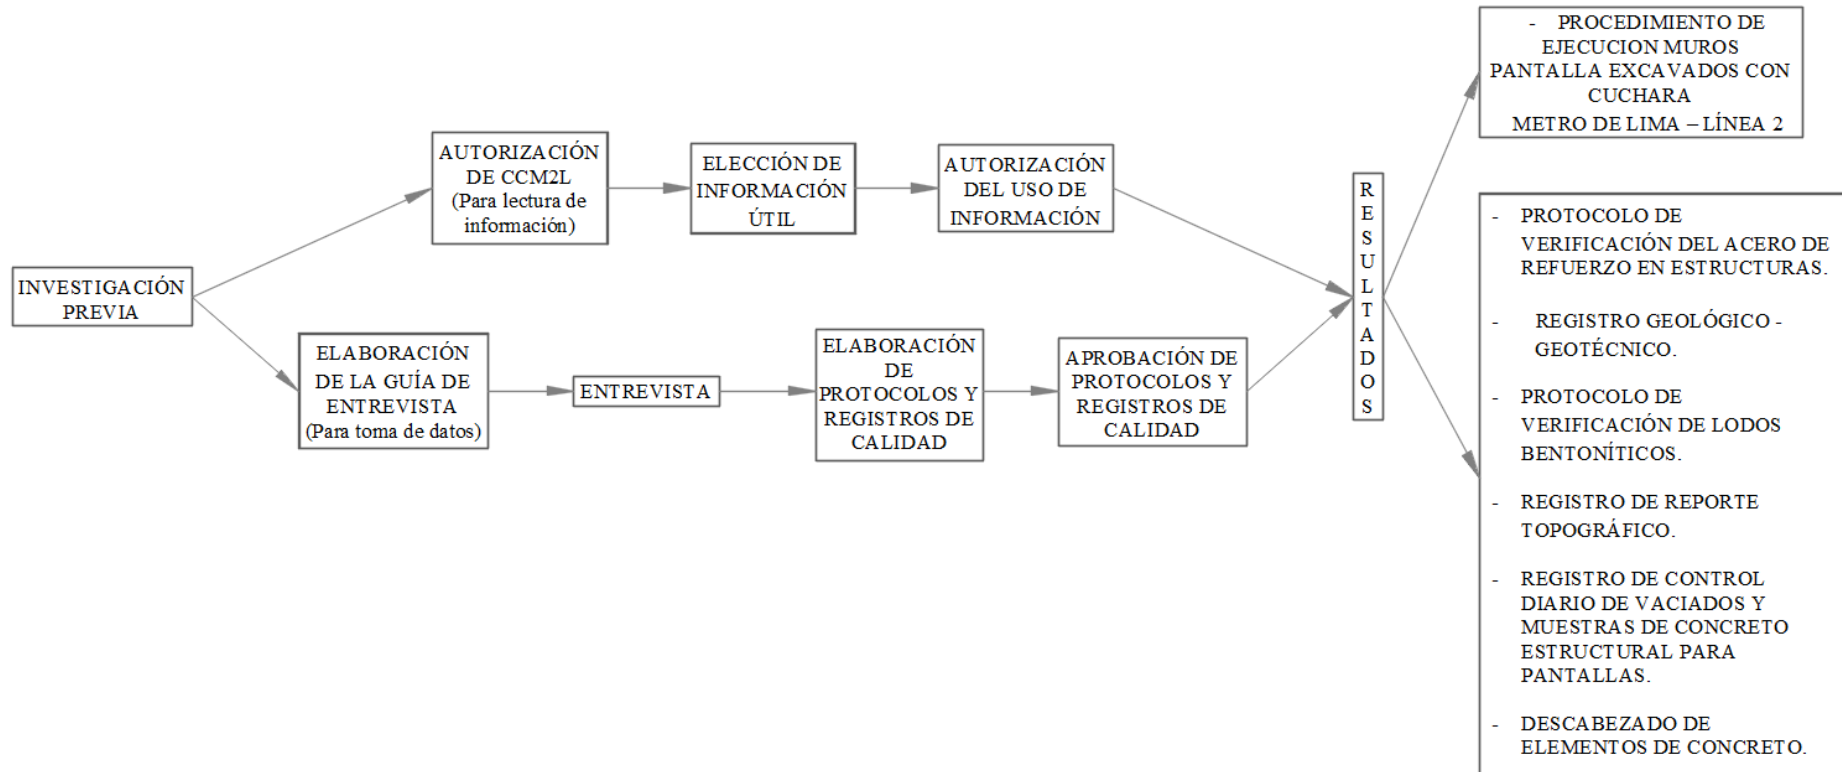 INVESTIGACIÓN
PREVIA
AUTORIZACIÓN
DE CCM2L
(Para lectura de
información)
ELECCIÓN DE
INFORMACIÓN
ÚTIL
AUTORIZACIÓN
DEL USO DE
INFORMACIÓN
ELABORACIÓN
DE LA GUÍA DE
ENTREVISTA
(Para toma de datos)
ENTREVISTA
ELABORACIÓN
DE
PROTOCOLOS Y
REGISTROS DE
CALIDAD
APROBACIÓN DE
PROTOCOLOS Y
REGISTROS DE
CALIDAD
R
E
S
U
L
T
A
D
O
S
- PROCEDIMIENTO DE
EJECUCION MUROS
PANTALLA EXCAVADOS CON
CUCHARA
METRO DE LIMA – LÍNEA 2
- PROTOCOLO DE
VERIFICACIÓN DEL ACERO DE
REFUERZO EN ESTRUCTURAS.
- REGISTRO GEOLÓGICO -
GEOTÉCNICO.
- PROTOCOLO DE
VERIFICACIÓN DE LODOS
BENTONÍTICOS.
- REGISTRO DE REPORTE
TOPOGRÁFICO.
- REGISTRO DE CONTROL
DIARIO DE VACIADOS Y
MUESTRAS DE CONCRETO
ESTRUCTURAL PARA
PANTALLAS.
- DESCABEZADO DE
ELEMENTOS DE CONCRETO.